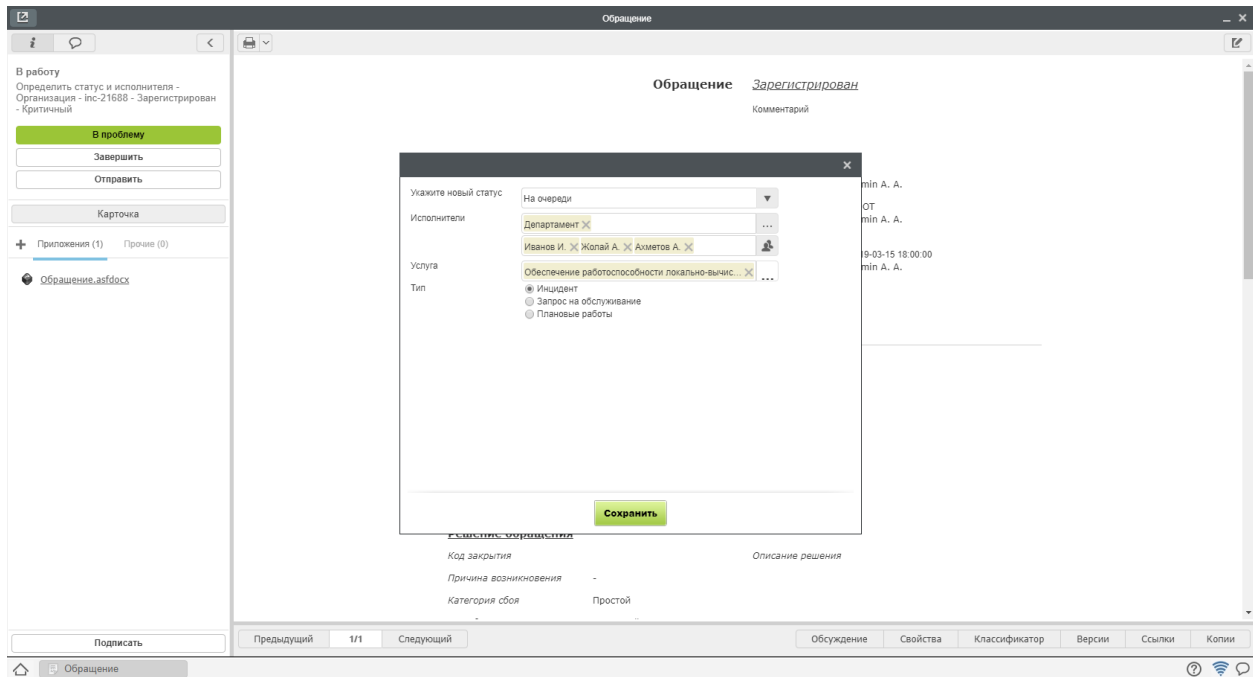 Обращение
В работу
Определить статус и исполнителя -
Организация - inc-21688 - Зарегистрирован
- Критичный
В проблему
Завершить
Отправить
Карточка
Приложения (1) Прочие (0)
Обращение.asfdocx
Подписать
Обращение Зарегистрирован
Комментарий
min A. A.
ОТ
min A. A.
19-03-15 18:00:00
min A. A.
Укажите новый статус На очереди
Исполнители Департамент
Иванов И. Жолай А. Ахметов А.
Услуга Обеспечение работоспособности локально-вычис...
Тип Инцидент
Запрос на обслуживание
Плановые работы
Сохранить
Решение обращения
Код закрытия Описание решения
Причина возникновения -
Категория сбоя Простой
Предыдущий 1/1 Следующий Обсуждение Свойства Классификатор Версии Ссылки Копии
Обращение